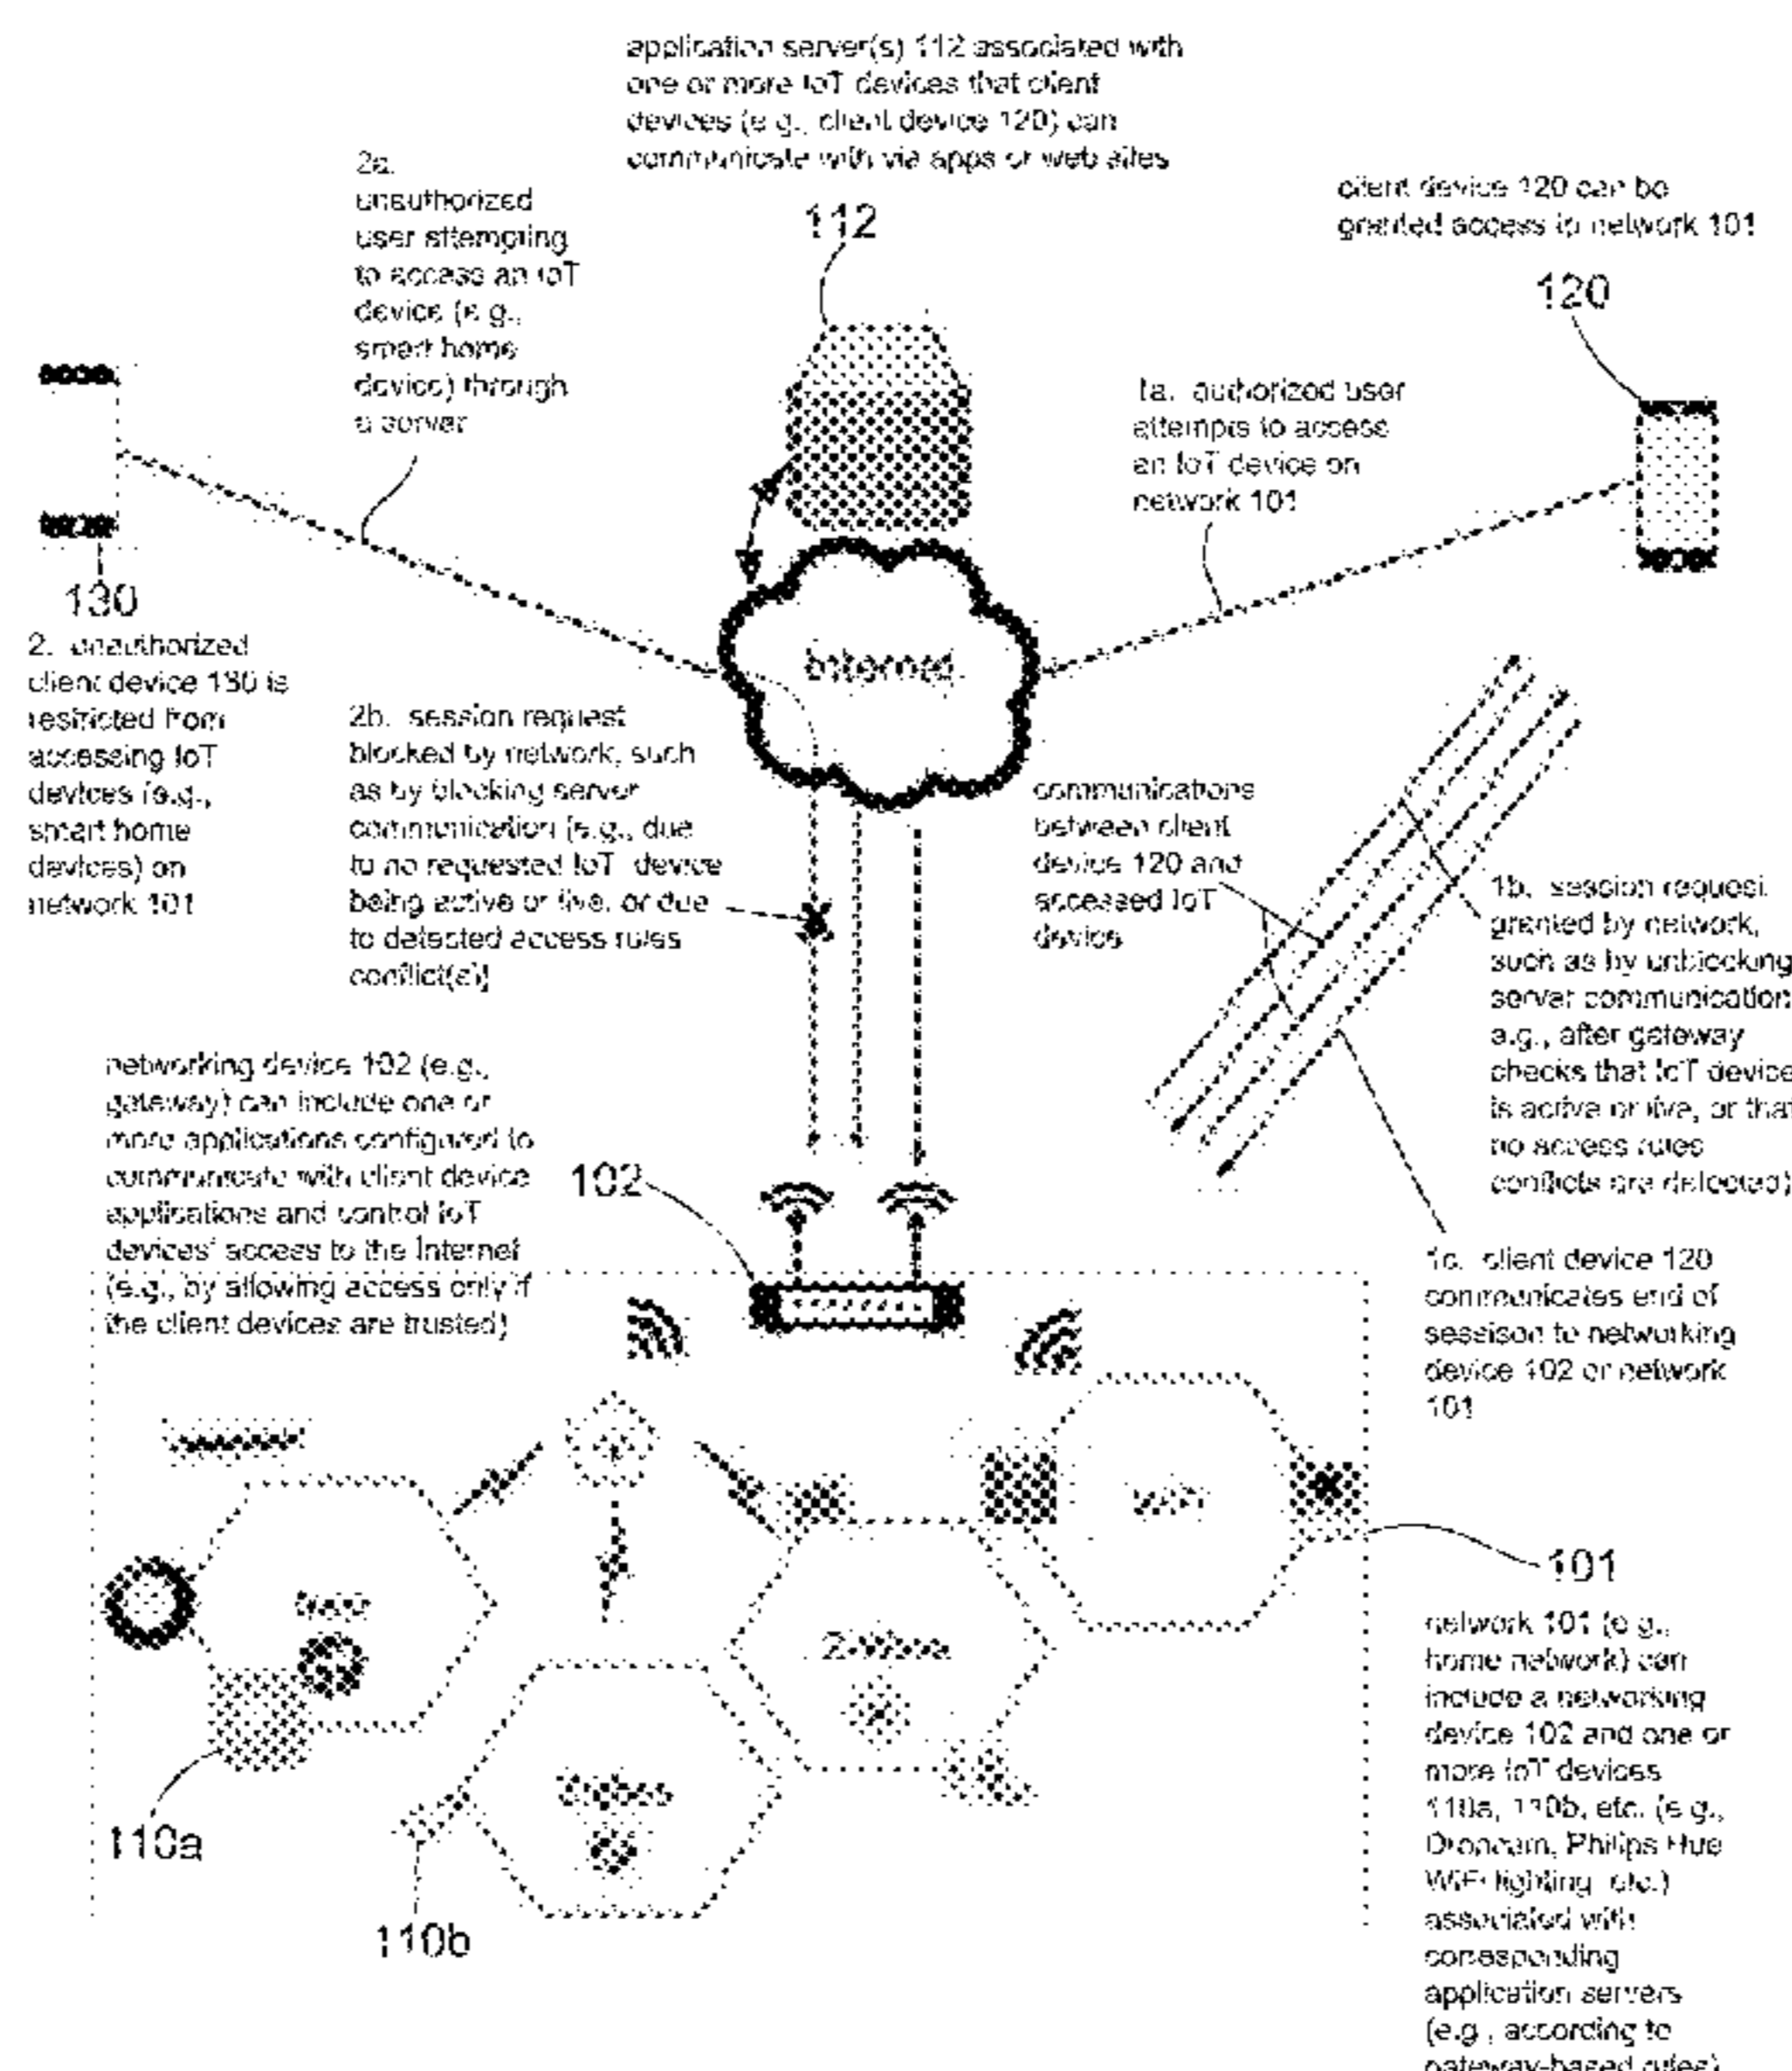 application server(s) 112 associated with
one or more IoT devices that client
devices (e.g., client device 120) can
communicate with via apps or web sites
112
2a.
unauthorized
user attempting
to access an IoT
device (e.g.,
smart home
device) through
a server
client device 120 can be
granted access to network 101
120
1a. authorized user
attempts to access
an IoT device on
network 101
130
2. unauthorized
client device 130 is
restricted from
accessing IoT
devices (e.g.,
smart home
devices) on
network 101
Internet
2b. session request
blocked by network, such
as by blocking server
communication (e.g., due
to no requested IoT device
being active or live, or due
to detected access rules
conflict(s))
communications
between client
device 120 and
accessed IoT
device
1b. session request
granted by network,
such as by unblocking
server communication
e.g., after gateway
checks that IoT device
is active or live, or that
no access rules
conflicts are detected)
networking device 102 (e.g.,
gateway) can include one or
more applications configured to
communicate with client device
applications and control IoT
devices' access to the Internet
(e.g., by allowing access only if
the client devices are trusted)
102
1c. client device 120
communicates end of
sessison to networking
device 102 or network
101
Z-Wave
101
network 101 (e.g.,
home network) can
include a networking
device 102 and one or
more IoT devices
110a, 110b, etc. (e.g.,
Dropcam, Philips Hue
WiFi lighting, etc.)
associated with
corresponding
application servers
(e.g., according to
gateway-based rules)
110a
110b